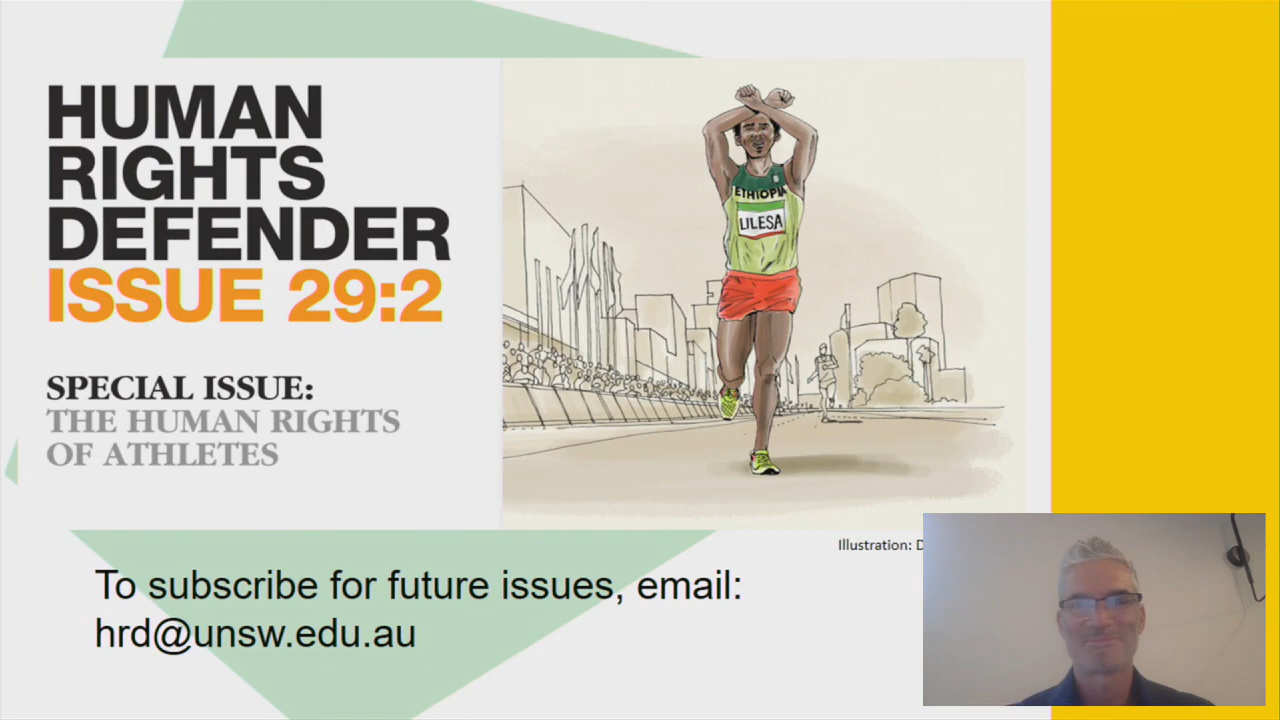 HUMAN
RIGHTS
DEFENDER
ISSUE 29:2
SPECIAL ISSUE:
THE HUMAN RIGHTS
OF ATHLETES
ETHIOPIA
LILESA
Illustration:
To subscribe for future issues, email:
hrd@unsw.edu.au